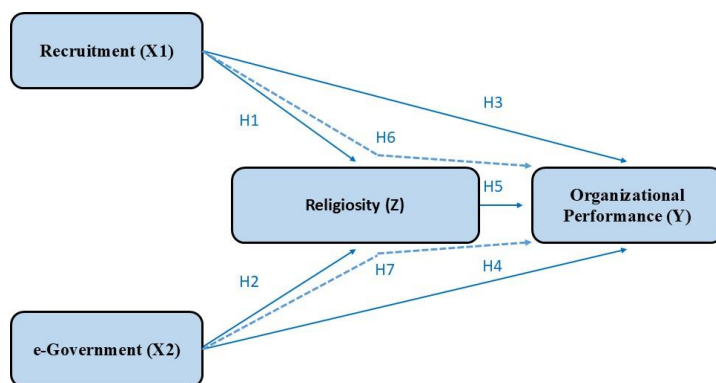 Recruitment (X1)
H3
H1
H6
Religiosity (Z)
H5
Organizational
Performance (Y)
H2
H7
H4
e-Government (X2)